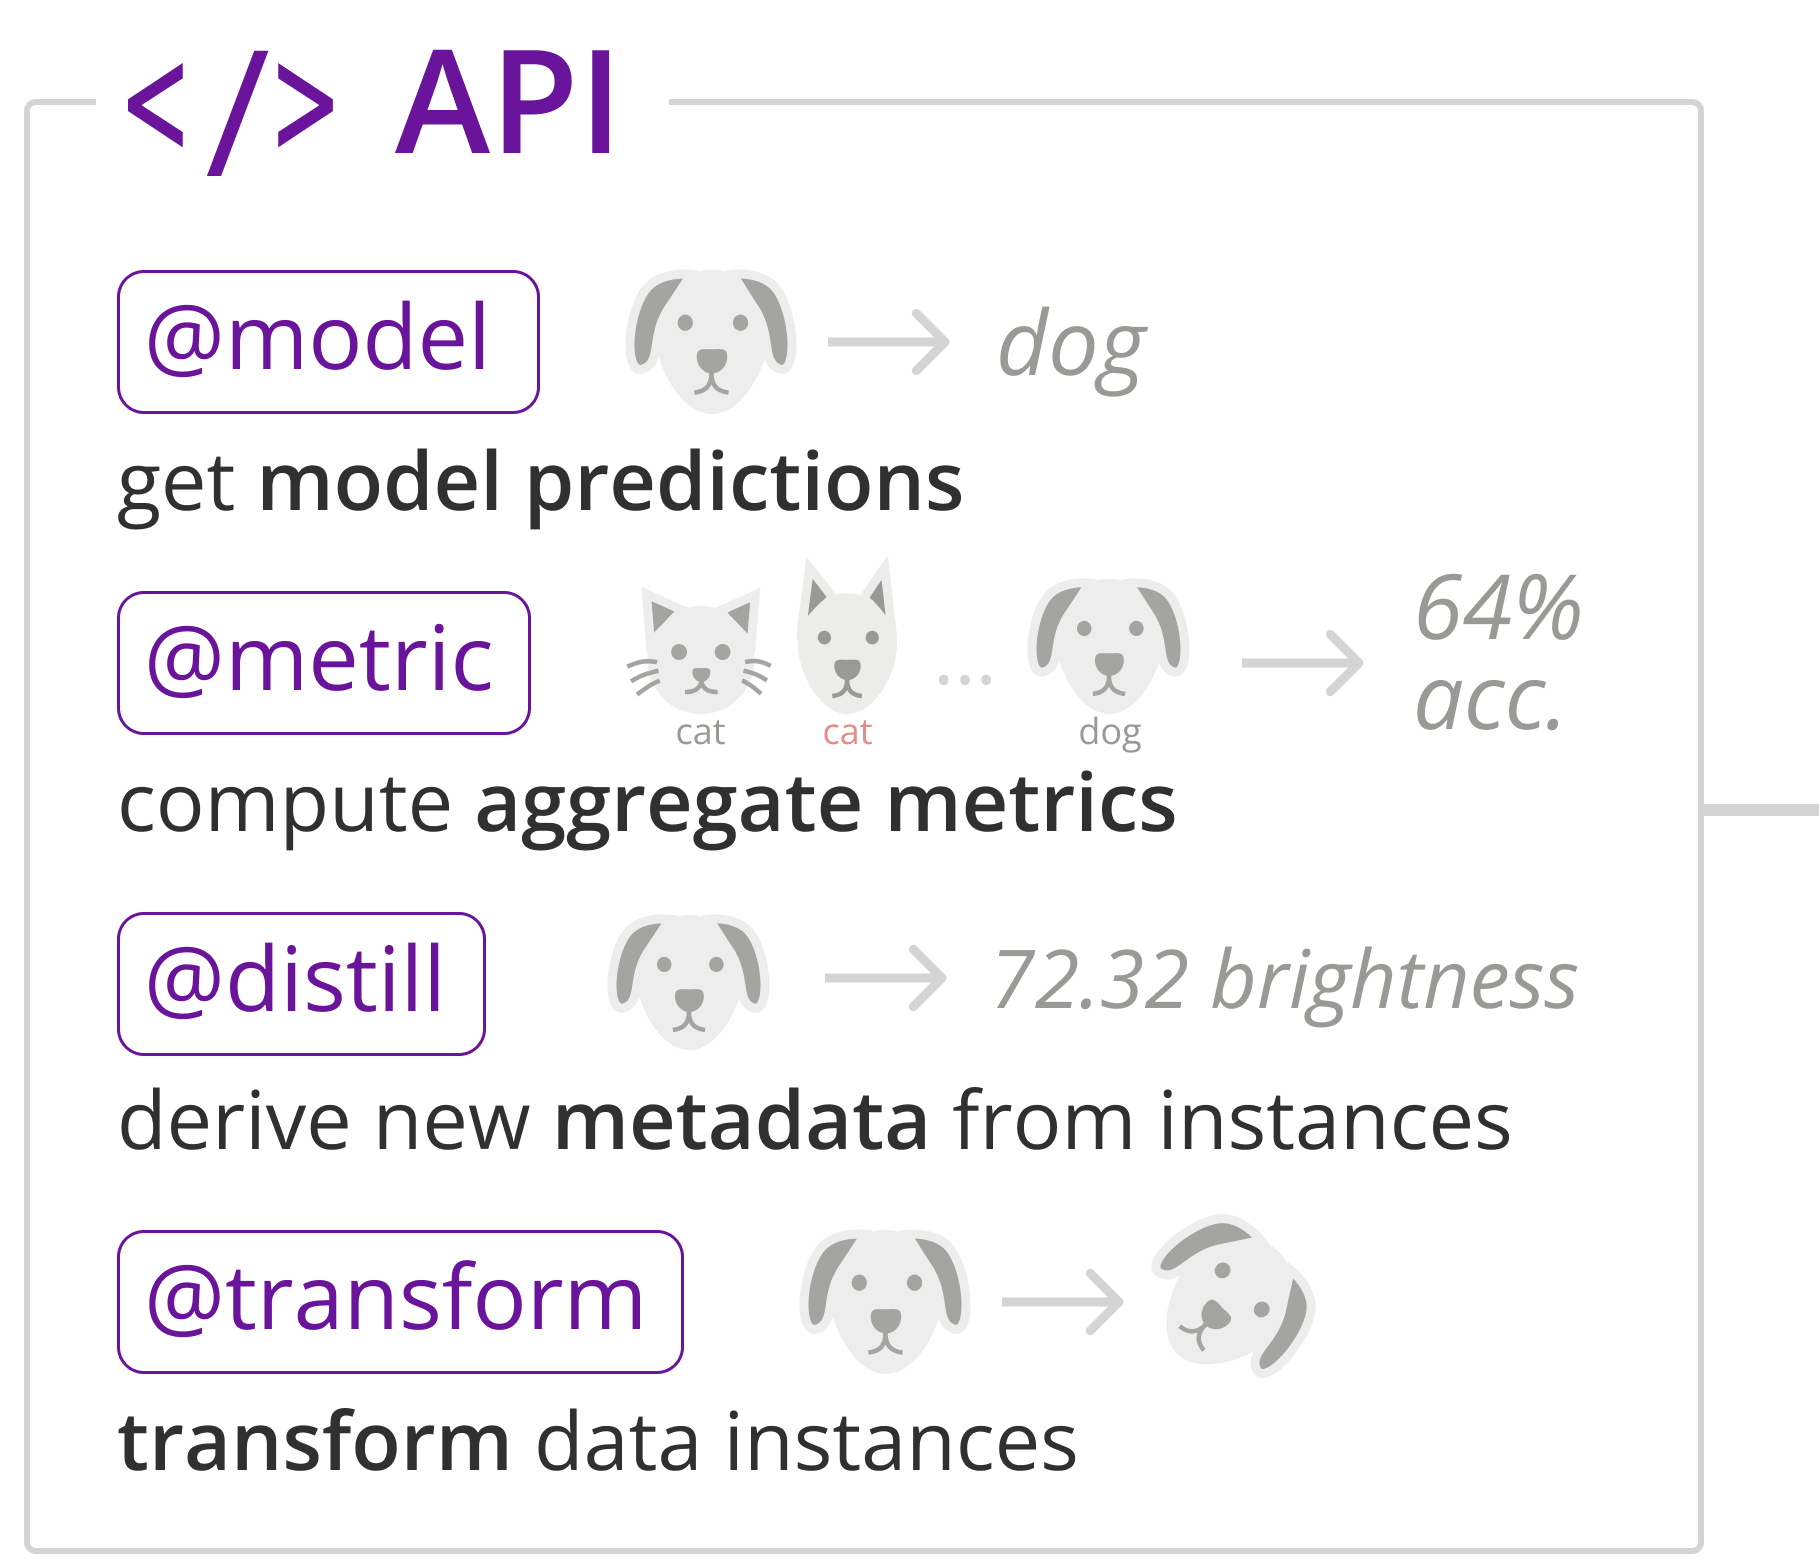 </> API
@model
dog
get model predictions
@metric
cat
cat
...
dog
64%
acc.
compute aggregate metrics
@distill
72.32 brightness
derive new metadata from instances
@transform
transform data instances